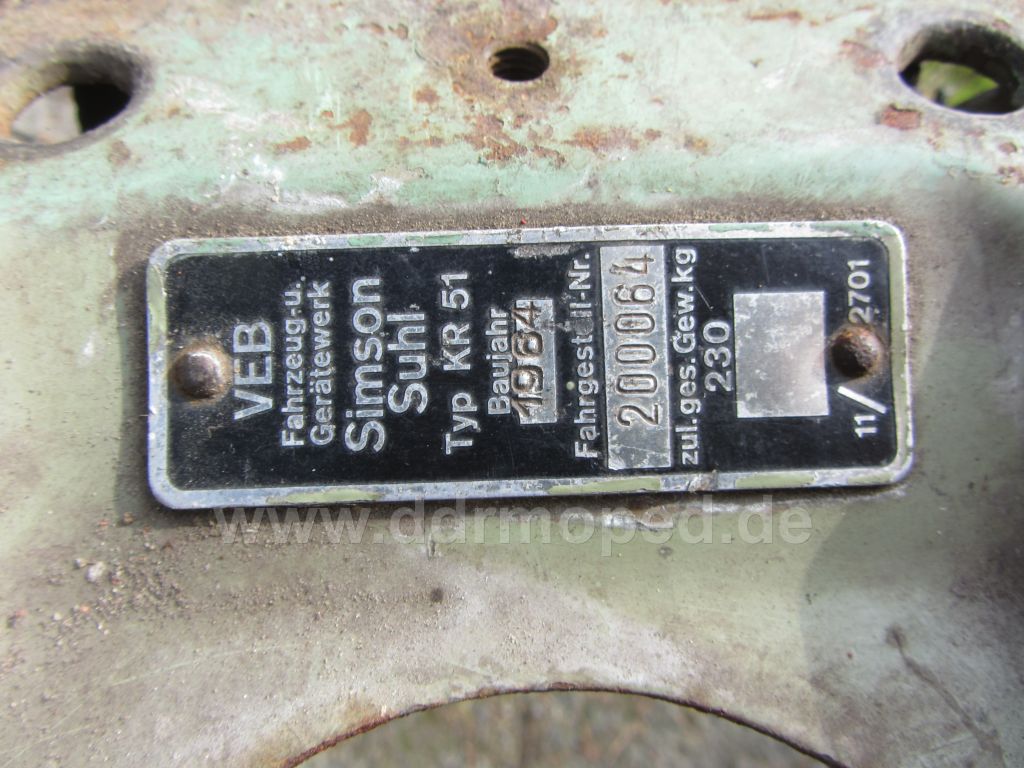 VEB
Fahrzeug-u.
Gerätewerk
Simson
Suhl
Typ KR 51
Baujahr
1964
Fahrgestell-Nr.
200064
zul.ges.Gew.kg
230
11/ 2701
www.ddrmoped.de